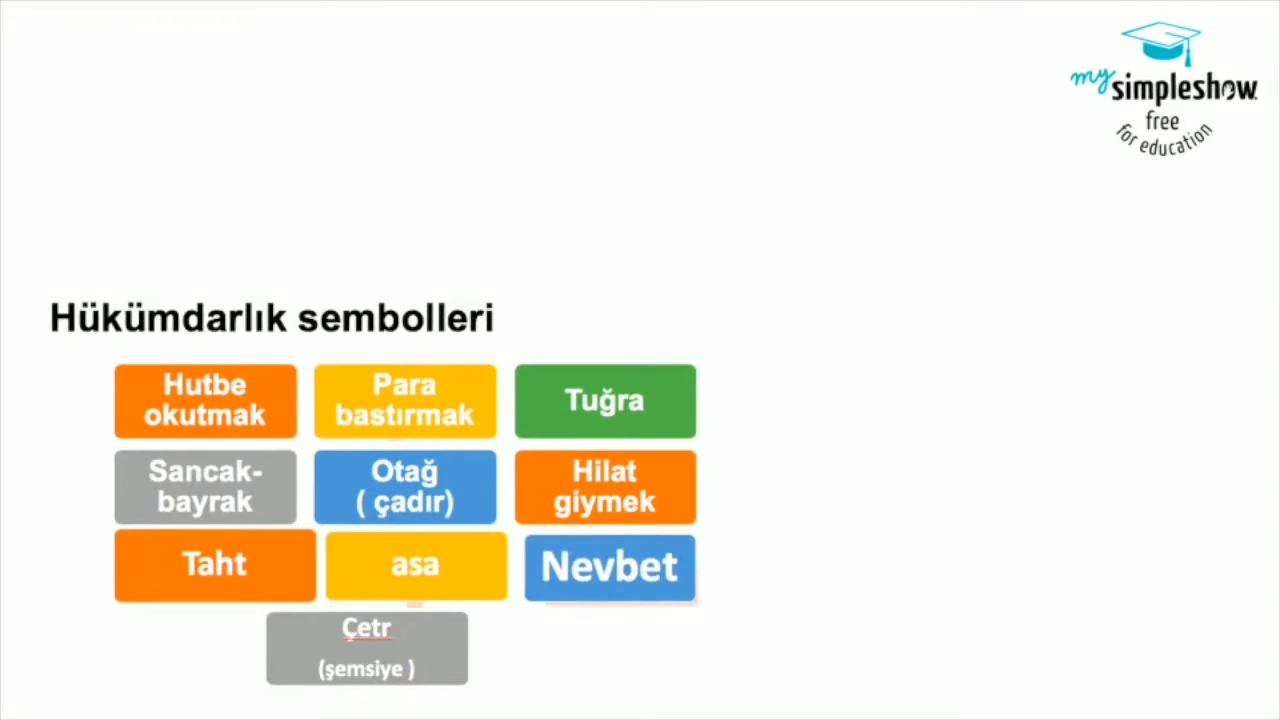 my
simpleshow
free
for education
Hükümdarlık sembolleri
Hutbe
okutmak
Para
bastırmak
Tuğra
Sancak-
bayrak
Otağ
( çadır)
Hilat
giymek
Taht
asa
Nevbet
Çetr
(şemsiye )